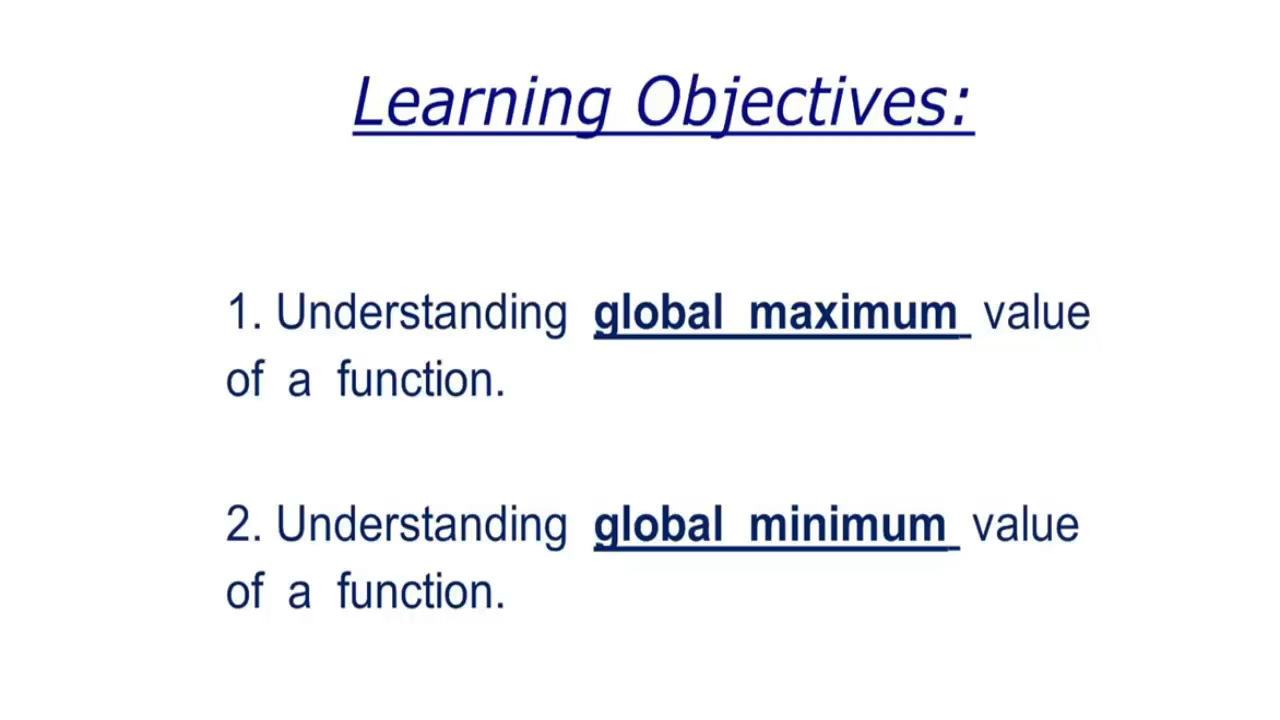 Learning Objectives:
1. Understanding global maximum value
of a function.
2. Understanding global minimum value
of a function.